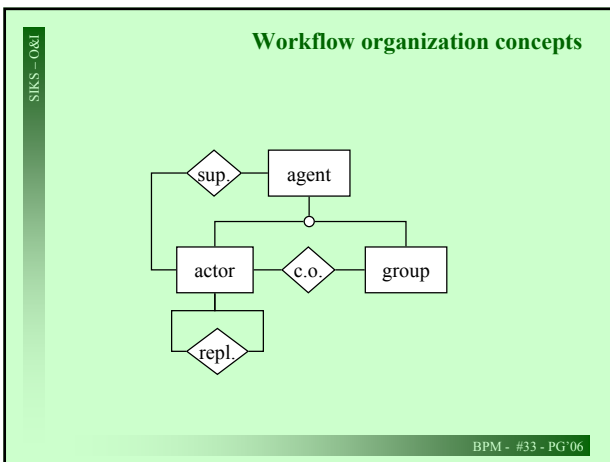 SIKS – O&I
Workflow organization concepts
sup.
agent
actor
c.o.
group
repl.
BPM - #33 - PG'06